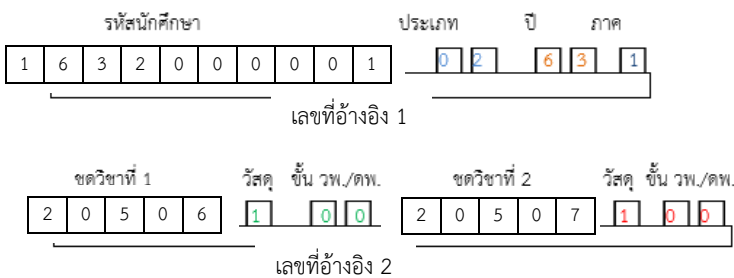 รหัสนักศึกษา ประเภท ปี ภาค
1 6 3 2 0 0 0 0 0 1 0 2 6 3 1
เลขที่อ้างอิง 1
ชดวิชาที่ 1 วัสดุ ขั้น วพ./ดพ. ชดวิชาที่ 2 วัสดุ ขั้น วพ./ดพ.
2 0 5 0 6 1 0 0 2 0 5 0 7 1 0 0
เลขที่อ้างอิง 2